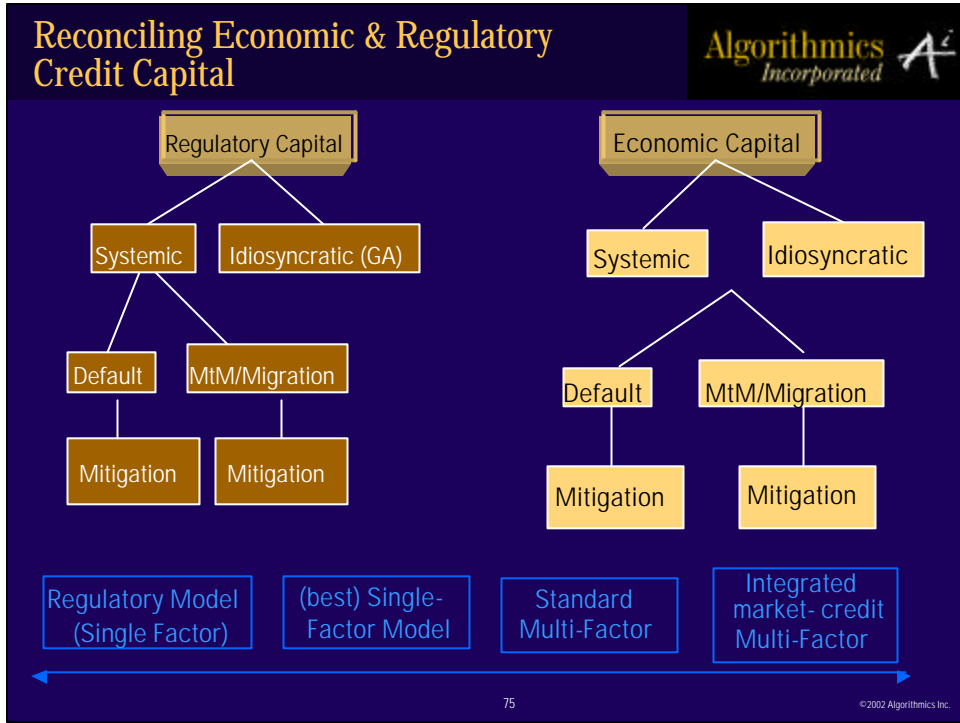 Reconciling Economic & Regulatory
Credit Capital
Algorithmics
Incorporated
Ai
Regulatory Capital
Economic Capital
Systemic
Idiosyncratic (GA)
Systemic
Idiosyncratic
Default
MtM/Migration
Default
MtM/Migration
Mitigation
Mitigation
Mitigation
Mitigation
Regulatory Model
(Single Factor)
(best) Single-
Factor Model
Standard
Multi-Factor
Integrated
market- credit
Multi-Factor
75
©2002 Algorithmics Inc.